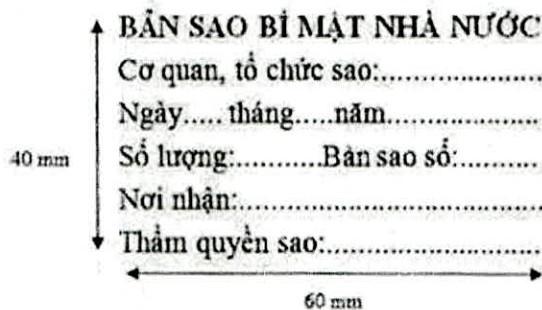 BẢN SAO BÍ MẬT NHÀ NƯỚC
Cơ quan, tổ chức sao:......................
Ngày..... tháng.....năm.....................
40 mm
Số lượng:..........Bản sao số:..........
Nơi nhận:..........................................
Thẩm quyền sao:..............................
60 mm